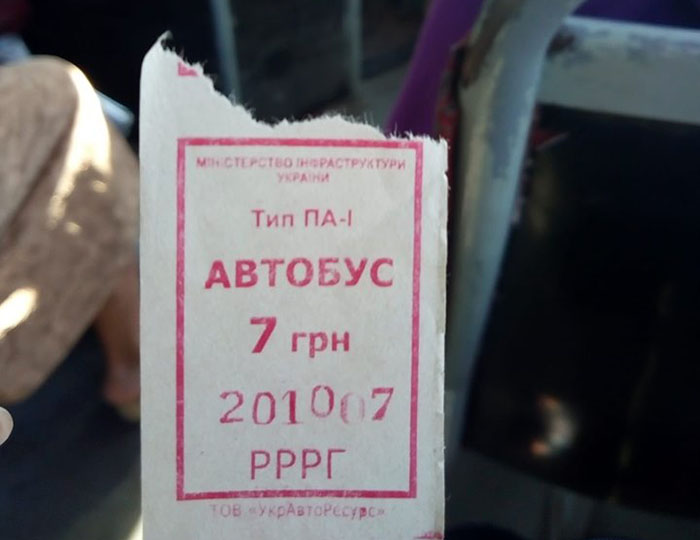 МІНІСТЕРСТВО ІНФРАСТРУКТУРИ
УКРАЇНИ
Тип ПА-І
АВТОБУС
7 грн
201007
РРРГ
ТОВ «УкрАвтоРесурс»